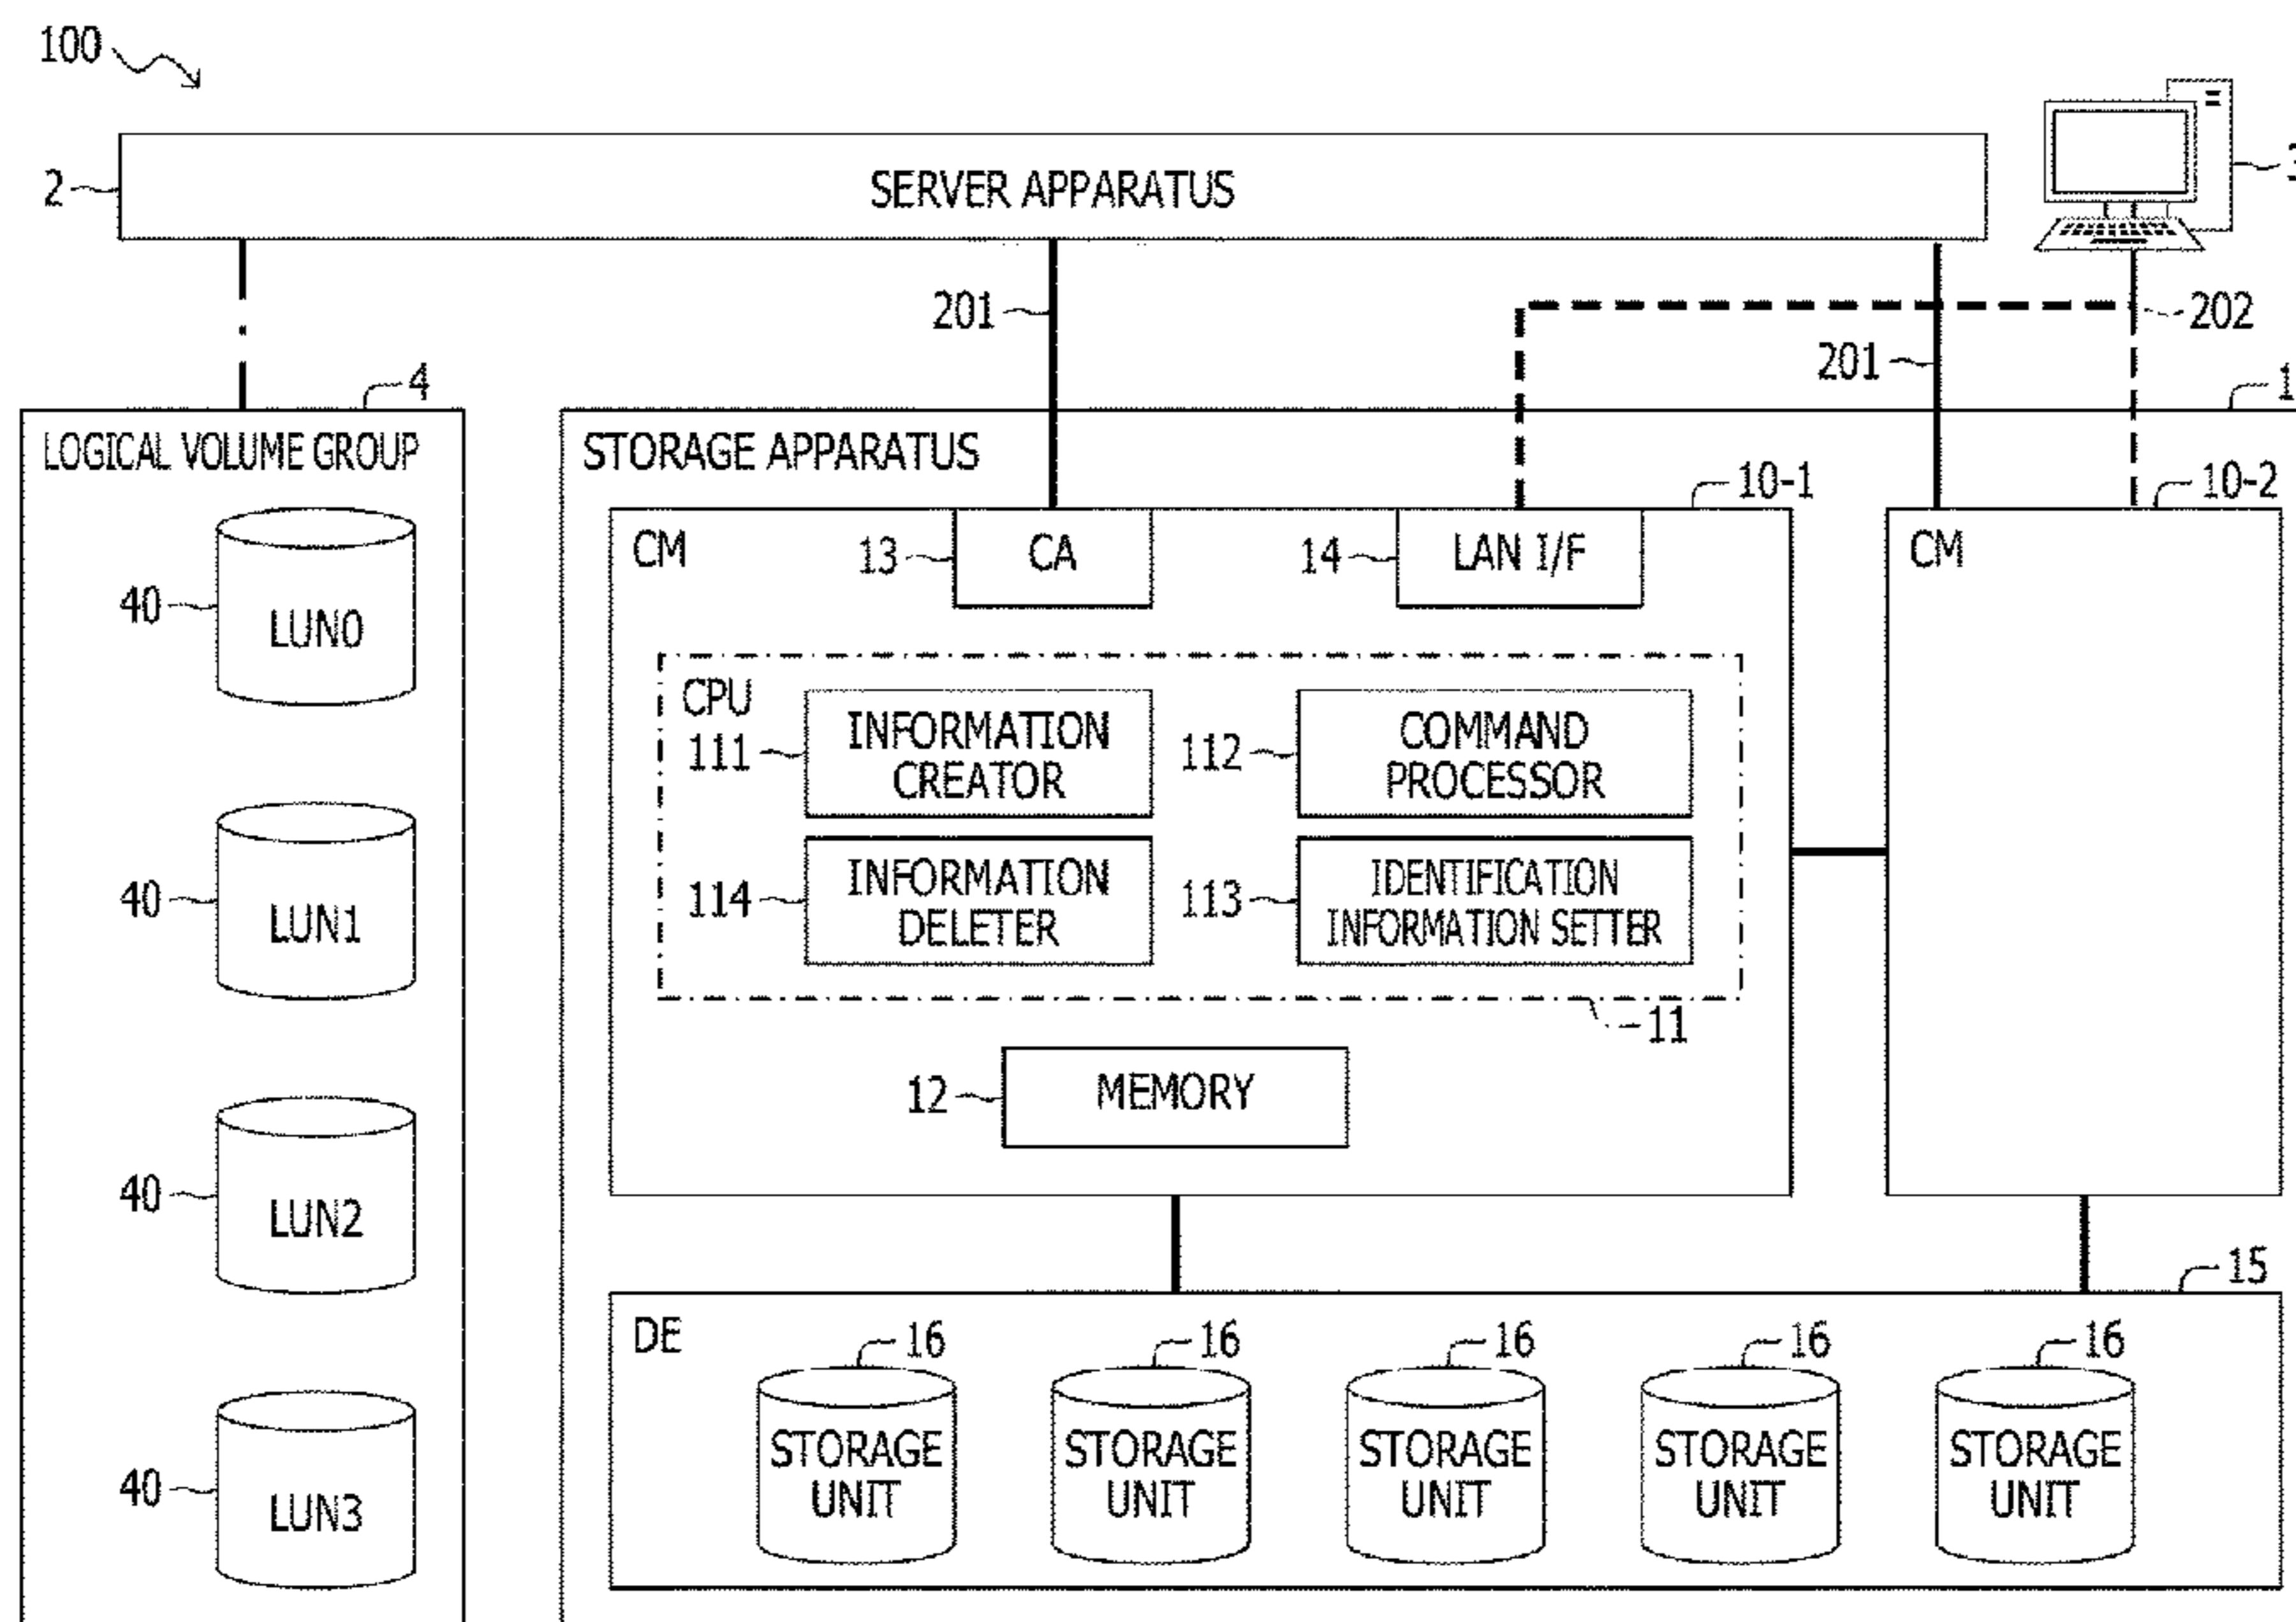 100
2
SERVER APPARATUS
3
201
202
201
4
1
LOGICAL VOLUME GROUP
STORAGE APPARATUS
10-1
10-2
CM
13
CA
14
LAN I/F
CM
40
LUN0
CPU
111
INFORMATION
CREATOR
112
COMMAND
PROCESSOR
40
LUN1
114
INFORMATION
DELETER
113
IDENTIFICATION
INFORMATION SETTER
11
12
MEMORY
40
LUN2
15
DE
16
16
16
16
16
40
LUN3
STORAGE
UNIT
STORAGE
UNIT
STORAGE
UNIT
STORAGE
UNIT
STORAGE
UNIT